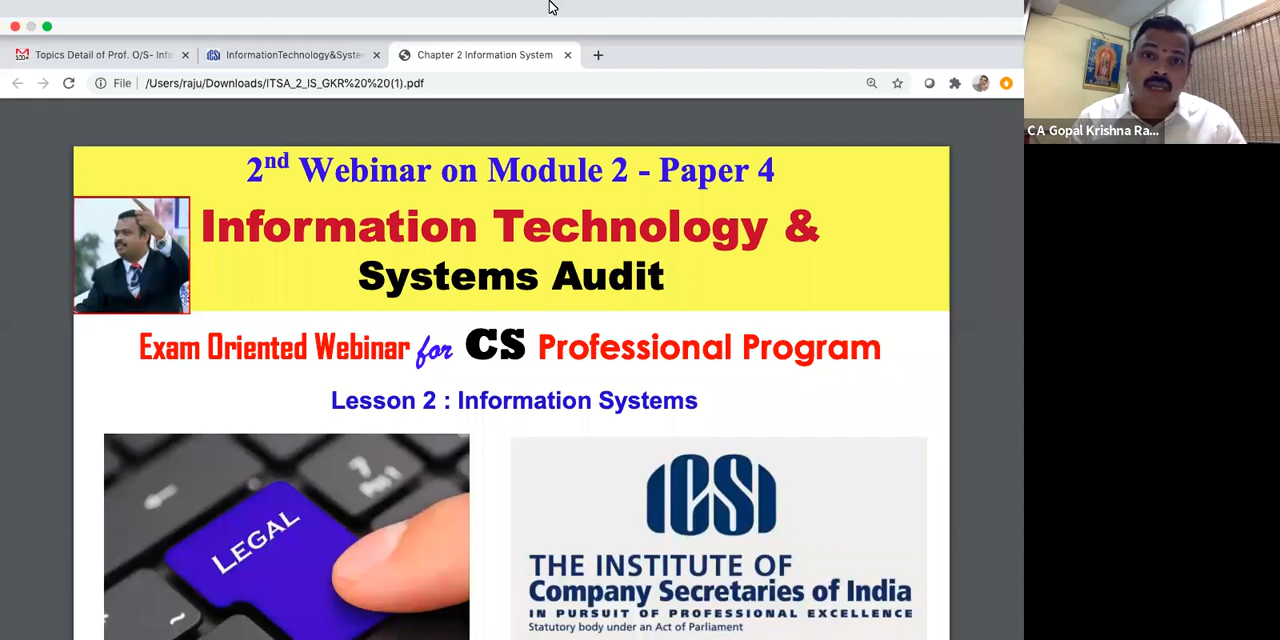 Topics Detail of Prof. O/S- Info
InformationTechnology&Syste
Chapter 2 Information System
File
/Users/raju/Downloads/ITSA_2_IS_GKR%20%20(1).pdf
CA Gopal Krishna Ra...
2nd Webinar on Module 2 - Paper 4
Information Technology &
Systems Audit
Exam Oriented Webinar for CS Professional Program
Lesson 2 : Information Systems
LEGAL
7
ICSI
THE INSTITUTE OF
Company Secretaries of India
IN PURSUIT OF PROFESSIONAL EXCELLENCE
Statutory body under an Act of Parliament